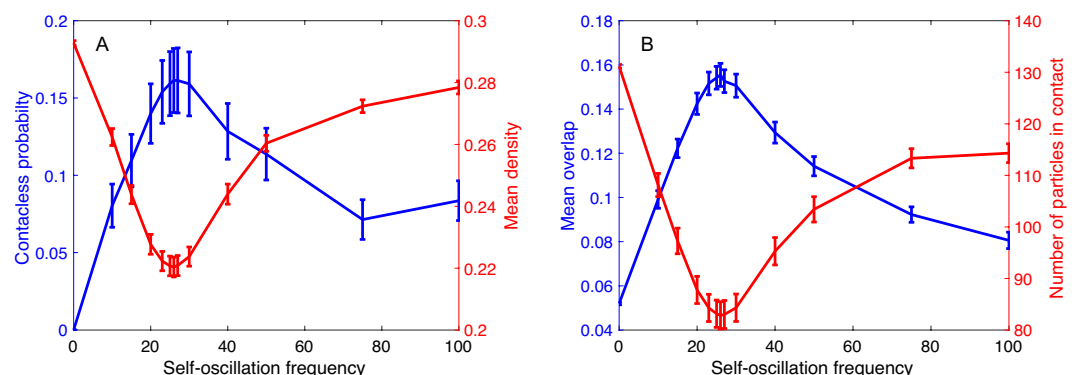 A
Contacless probabilty
0.2
0.15
0.1
0.05
0
0 20 40 60 80 100
Self-oscillation frequency
0.3
0.28
0.26
0.24
0.22
0.2
Mean density
B
Mean overlap
0.18
0.16
0.14
0.12
0.1
0.08
0.06
0.04
0 20 40 60 80 100
Self-oscillation frequency
140
130
120
110
100
90
80
Number of particles in contact